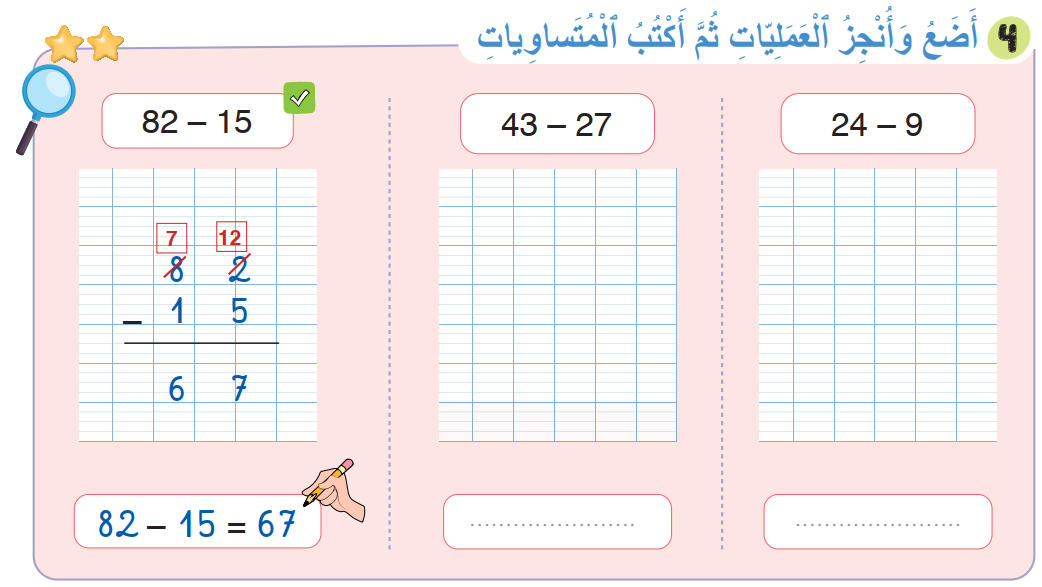 4 أَضَعُ وَأُنْجِزُ ٱلْعَمَلِيّاتِ ثُمَّ أَكْتُبُ ٱلْمُتَساوِياتِ
82 – 15
43 – 27
24 – 9
7 12
8 2
– 1 5
6 7
82 – 15 = 67
.......................
.......................